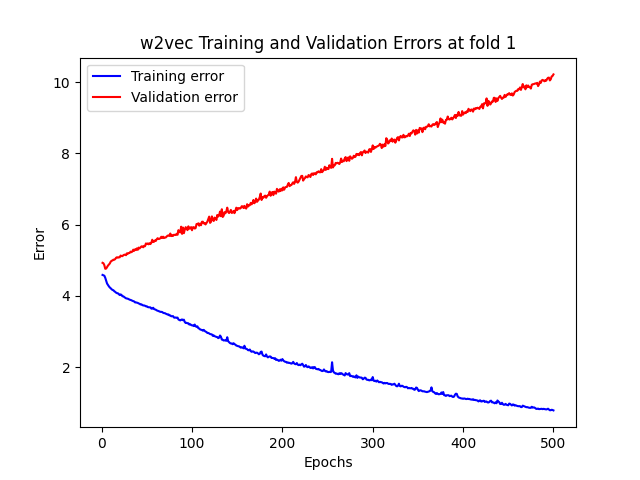 w2vec Training and Validation Errors at fold 1
Training error
Validation error
10
8
6
4
2
Error
0
100
200
300
400
500
Epochs